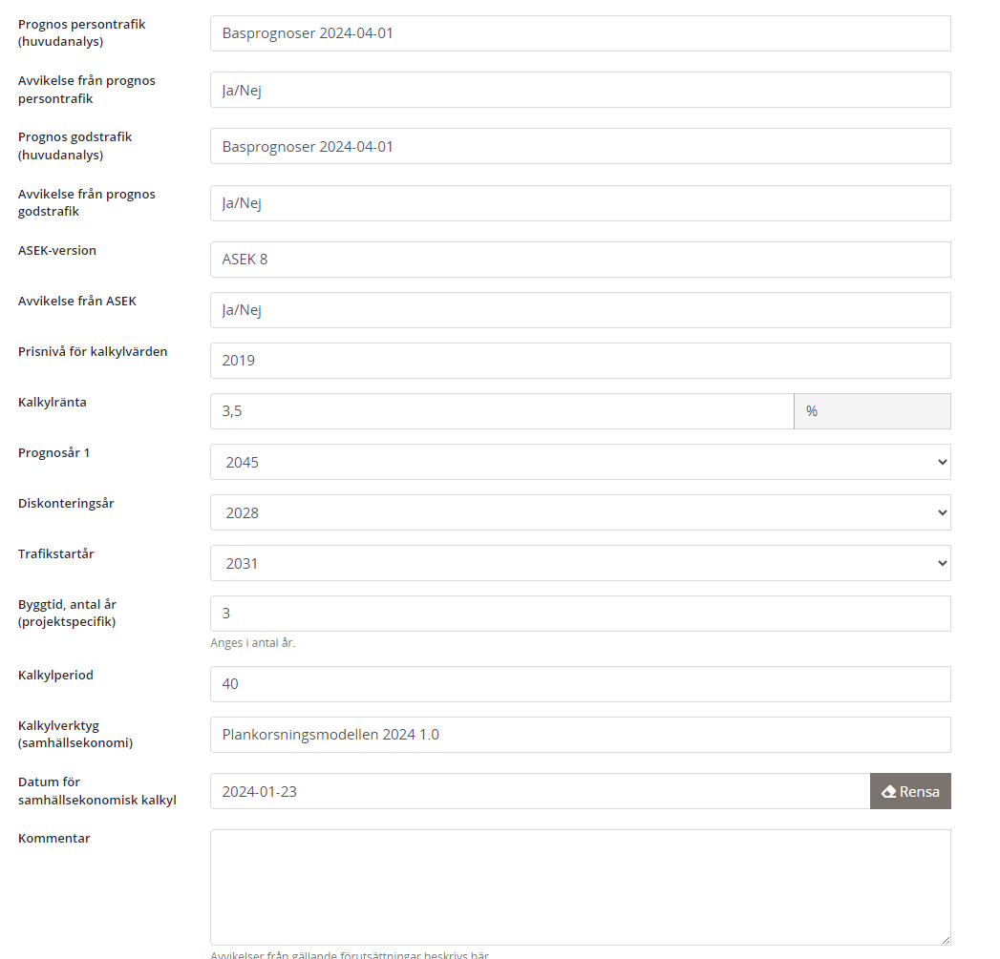 Prognos persontrafik
(huvudanalys)
Basprognoser 2024-04-01
Avvikelse från prognos
persontrafik
Ja/Nej
Prognos godstrafik
(huvudanalys)
Basprognoser 2024-04-01
Avvikelse från prognos
godstrafik
Ja/Nej
ASEK-version
ASEK 8
Avvikelse från ASEK
Ja/Nej
Prisnivå för kalkylvärden
2019
Kalkylränta
3,5 %
Prognosår 1
2045
Diskonteringsår
2028
Trafikstartår
2031
Byggtid, antal år
(projektspecifik)
3
Anges i antal år.
Kalkylperiod
40
Kalkylverktyg
(samhällsekonomi)
Plankorsningsmodellen 2024 1.0
Datum för
samhällsekonomisk kalkyl
2024-01-23 Rensa
Kommentar
Avvikelser från gällande förutsättningar beskrivs här